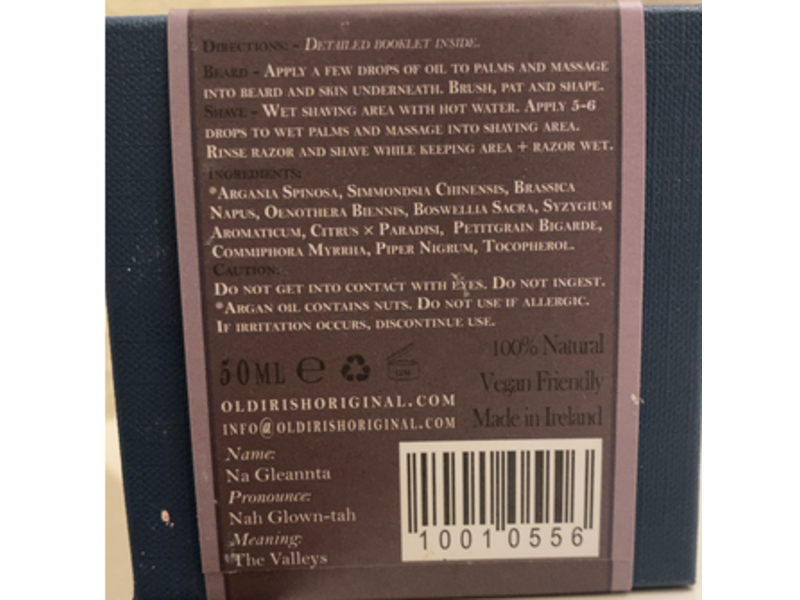 Directions: - Detailed booklet inside.
Beard - Apply a few drops of oil to palms and massage
into beard and skin underneath. Brush, pat and shape.
Shave - Wet shaving area with hot water. Apply 5-6
drops to wet palms and massage into shaving area.
Rinse razor and shave while keeping area + razor wet.
Ingredients:
*Argania Spinosa, Simmondsia Chinensis, Brassica
Napus, Oenothera Biennis, Boswellia Sacra, Syzygium
Aromaticum, Citrus × Paradisi, Petitgrain Bigarde,
Commiphora Myrrha, Piper Nigrum, Tocopherol.
Caution:
Do not get into contact with Eyes. Do not ingest.
*Argan oil contains nuts. Do not use if allergic.
If irritation occurs, discontinue use.
50ML e 12M
100% Natural
Vegan Friendly
Made in Ireland
OLDIRISHORIGINAL.COM
INFO@OLDIRISHORIGINAL.COM
Name:
Na Gleannta
Pronounce:
Nah Glown-tah
Meaning:
"The Valleys
10010556